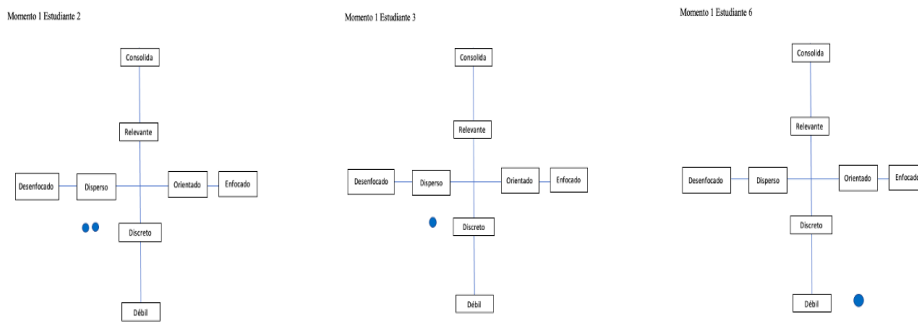 Momento 1 Estudiante 2
Consolida
Relevante
Desenfocado
Disperso
Orientado
Enfocado
Discreto
Débil
Momento 1 Estudiante 3
Consolida
Relevante
Desenfocado
Disperso
Orientado
Enfocado
Discreto
Débil
Momento 1 Estudiante 6
Consolida
Relevante
Desenfocado
Disperso
Orientado
Enfocado
Discreto
Débil